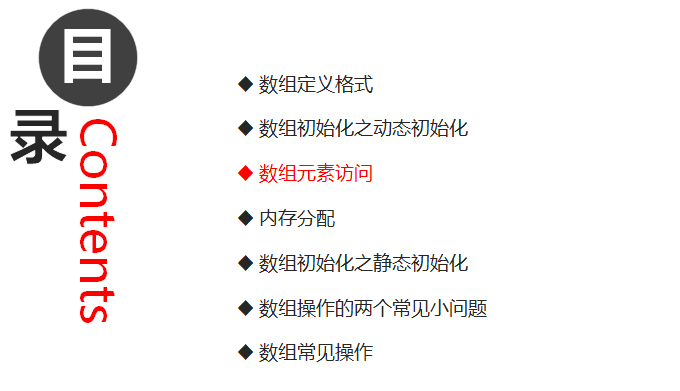 目录
Contents
◆ 数组定义格式
◆ 数组初始化之动态初始化
◆ 数组元素访问
◆ 内存分配
◆ 数组初始化之静态初始化
◆ 数组操作的两个常见小问题
◆ 数组常见操作